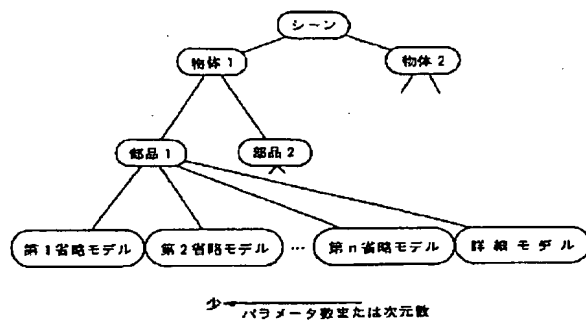 シーン
物体1 物体2
部品1 部品2
第1省略モデル 第2省略モデル … 第n省略モデル 詳細モデル
少
パラメータ数または次元数